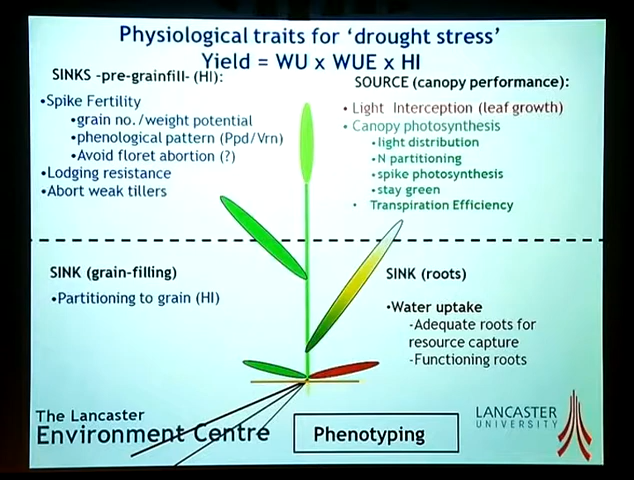 Physiological traits for ‘drought stress’
Yield = WU x WUE x HI
SINKS -pre-grainfill- (HI):
•Spike Fertility
•grain no./weight potential
•phenological pattern (Ppd/Vrn)
•Avoid floret abortion (?)
•Lodging resistance
•Abort weak tillers
SOURCE (canopy performance):
• Light Interception (leaf growth)
• Canopy photosynthesis
•light distribution
•N partitioning
•spike photosynthesis
•stay green
• Transpiration Efficiency
SINK (grain-filling)
•Partitioning to grain (HI)
SINK (roots)
•Water uptake
-Adequate roots for
resource capture
-Functioning roots
The Lancaster
Environment Centre
Phenotyping
LANCASTER
UNIVERSITY